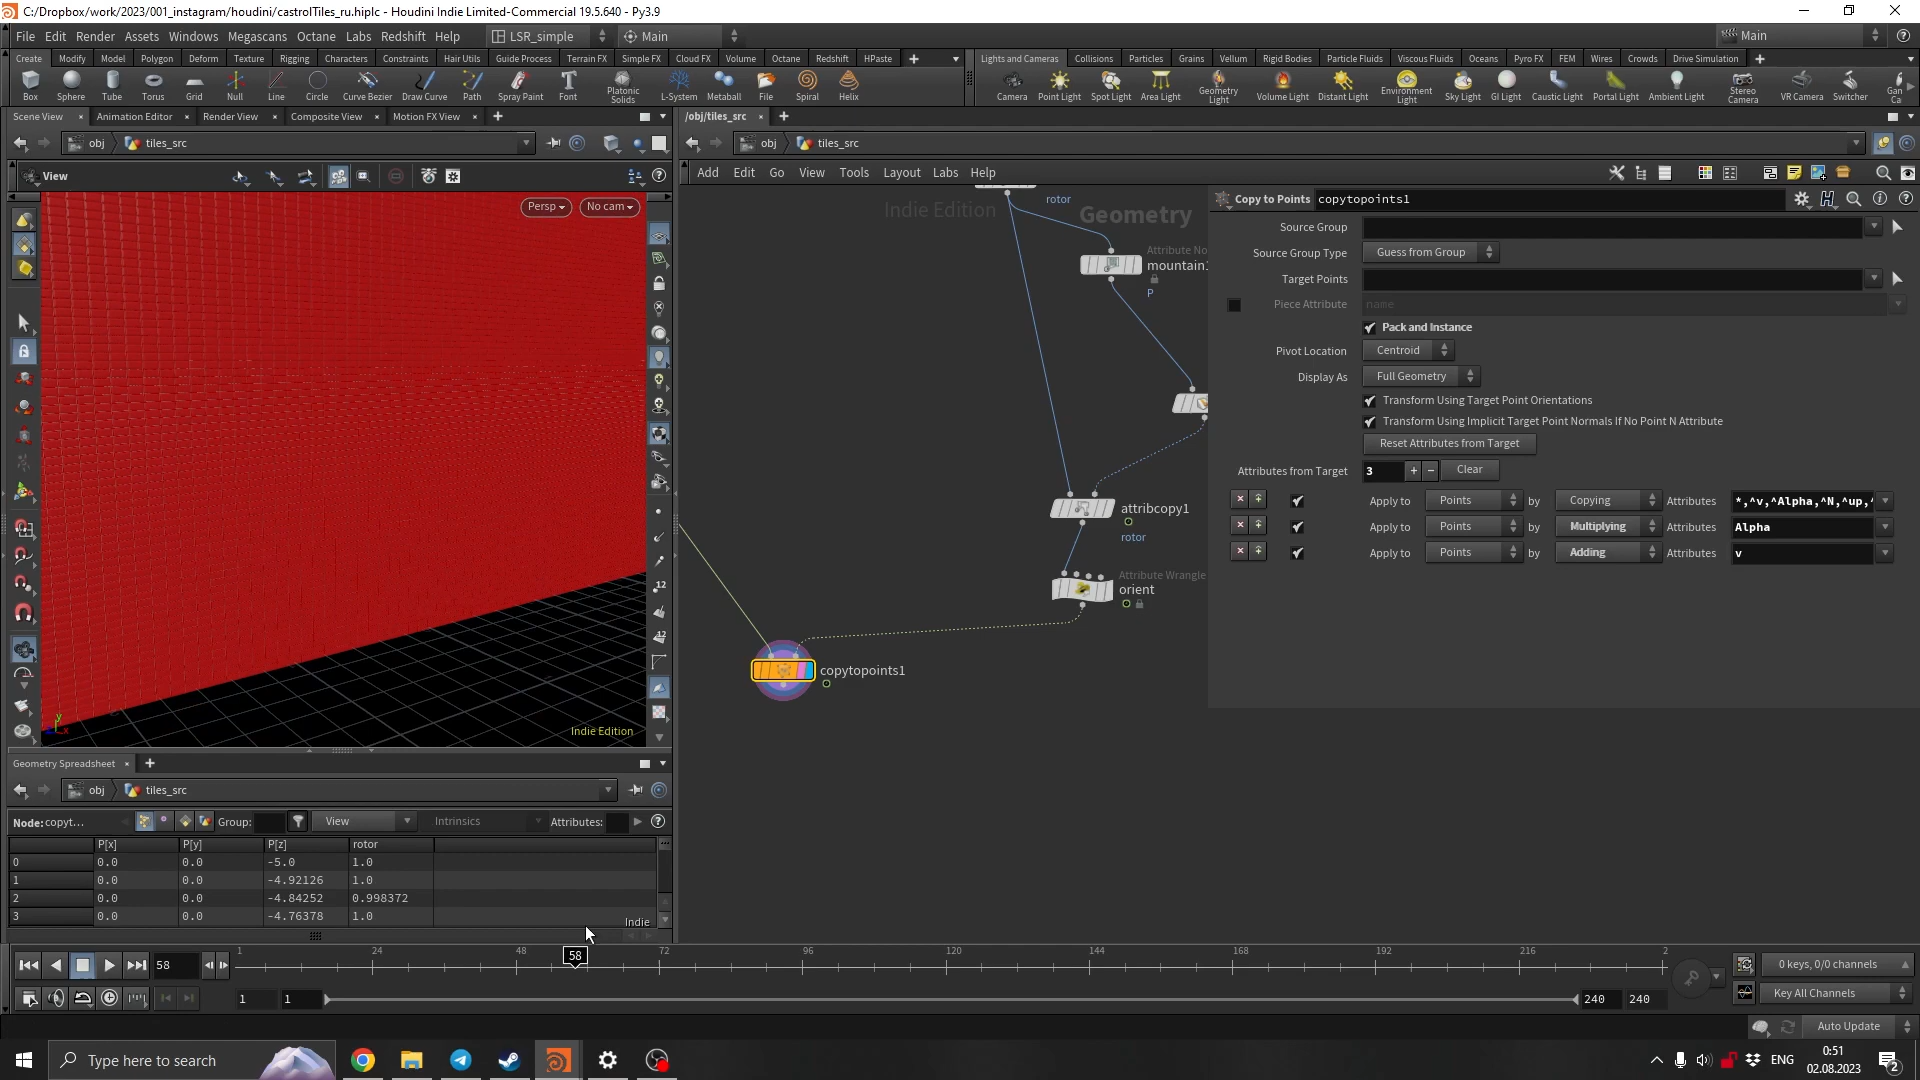 C:/Dropbox/work/2023/001_instagram/houdini/castrolTiles_ru.hiplc - Houdini Indie Limited-Commercial 19.5.640 - Py3.9
File Edit Render Assets Windows Megascans Octane Labs Redshift Help LSR_simple Main Main
Create Modify Model Polygon Deform Texture Rigging Characters Constraints Hair Utils Guide Process Terrain FX Simple FX Cloud FX Volume Octane Redshift HPaste
Lights and Cameras Collisions Particles Grains Vellum Rigid Bodies Particle Fluids Viscous Fluids Oceans Pyro FX FEM Wires Crowds Drive Simulation
Box Sphere Tube Torus Grid Null Line Circle Curve Bezier Draw Curve Path Spray Paint Font Platonic Solids L-System Metaball File Spiral Helix
Camera Point Light Spot Light Area Light Geometry Light Volume Light Distant Light Environment Light Sky Light GI Light Caustic Light Portal Light Ambient Light Stereo Camera VR Camera Switcher Gan Ca
Scene View Animation Editor Render View Composite View Motion FX View
/obj/tiles_src
obj tiles_src
obj tiles_src
View
Add Edit Go View Tools Layout Labs Help
Persp No cam
Indie Edition
Geometry
rotor
Attribute No
mountain1
P
attribcopy1
rotor
Attribute Wrangle
orient
copytopoints1
Copy to Points copytopoints1
Source Group
Source Group Type Guess from Group
Target Points
Piece Attribute name
Pack and Instance
Pivot Location Centroid
Display As Full Geometry
Transform Using Target Point Orientations
Transform Using Implicit Target Point Normals If No Point N Attribute
Reset Attributes from Target
Attributes from Target 3 + − Clear
Apply to Points by Copying Attributes *,^v,^Alpha,^N,^up,^
Apply to Points by Multiplying Attributes Alpha
Apply to Points by Adding Attributes v
12
12
y
x
Indie Edition
Geometry Spreadsheet
obj tiles_src
Node: copyt... Group: View Intrinsics Attributes:
P[x] P[y] P[z] rotor
0 0.0 0.0 -5.0 1.0
1 0.0 0.0 -4.92126 1.0
2 0.0 0.0 -4.84252 0.998372
3 0.0 0.0 -4.76378 1.0
Indie
58
1 24 48 72 96 120 144 168 192 216 2
58
1 1 240 240
0 keys, 0/0 channels
Key All Channels
Auto Update
Type here to search
ENG
0:51
02.08.2023
2